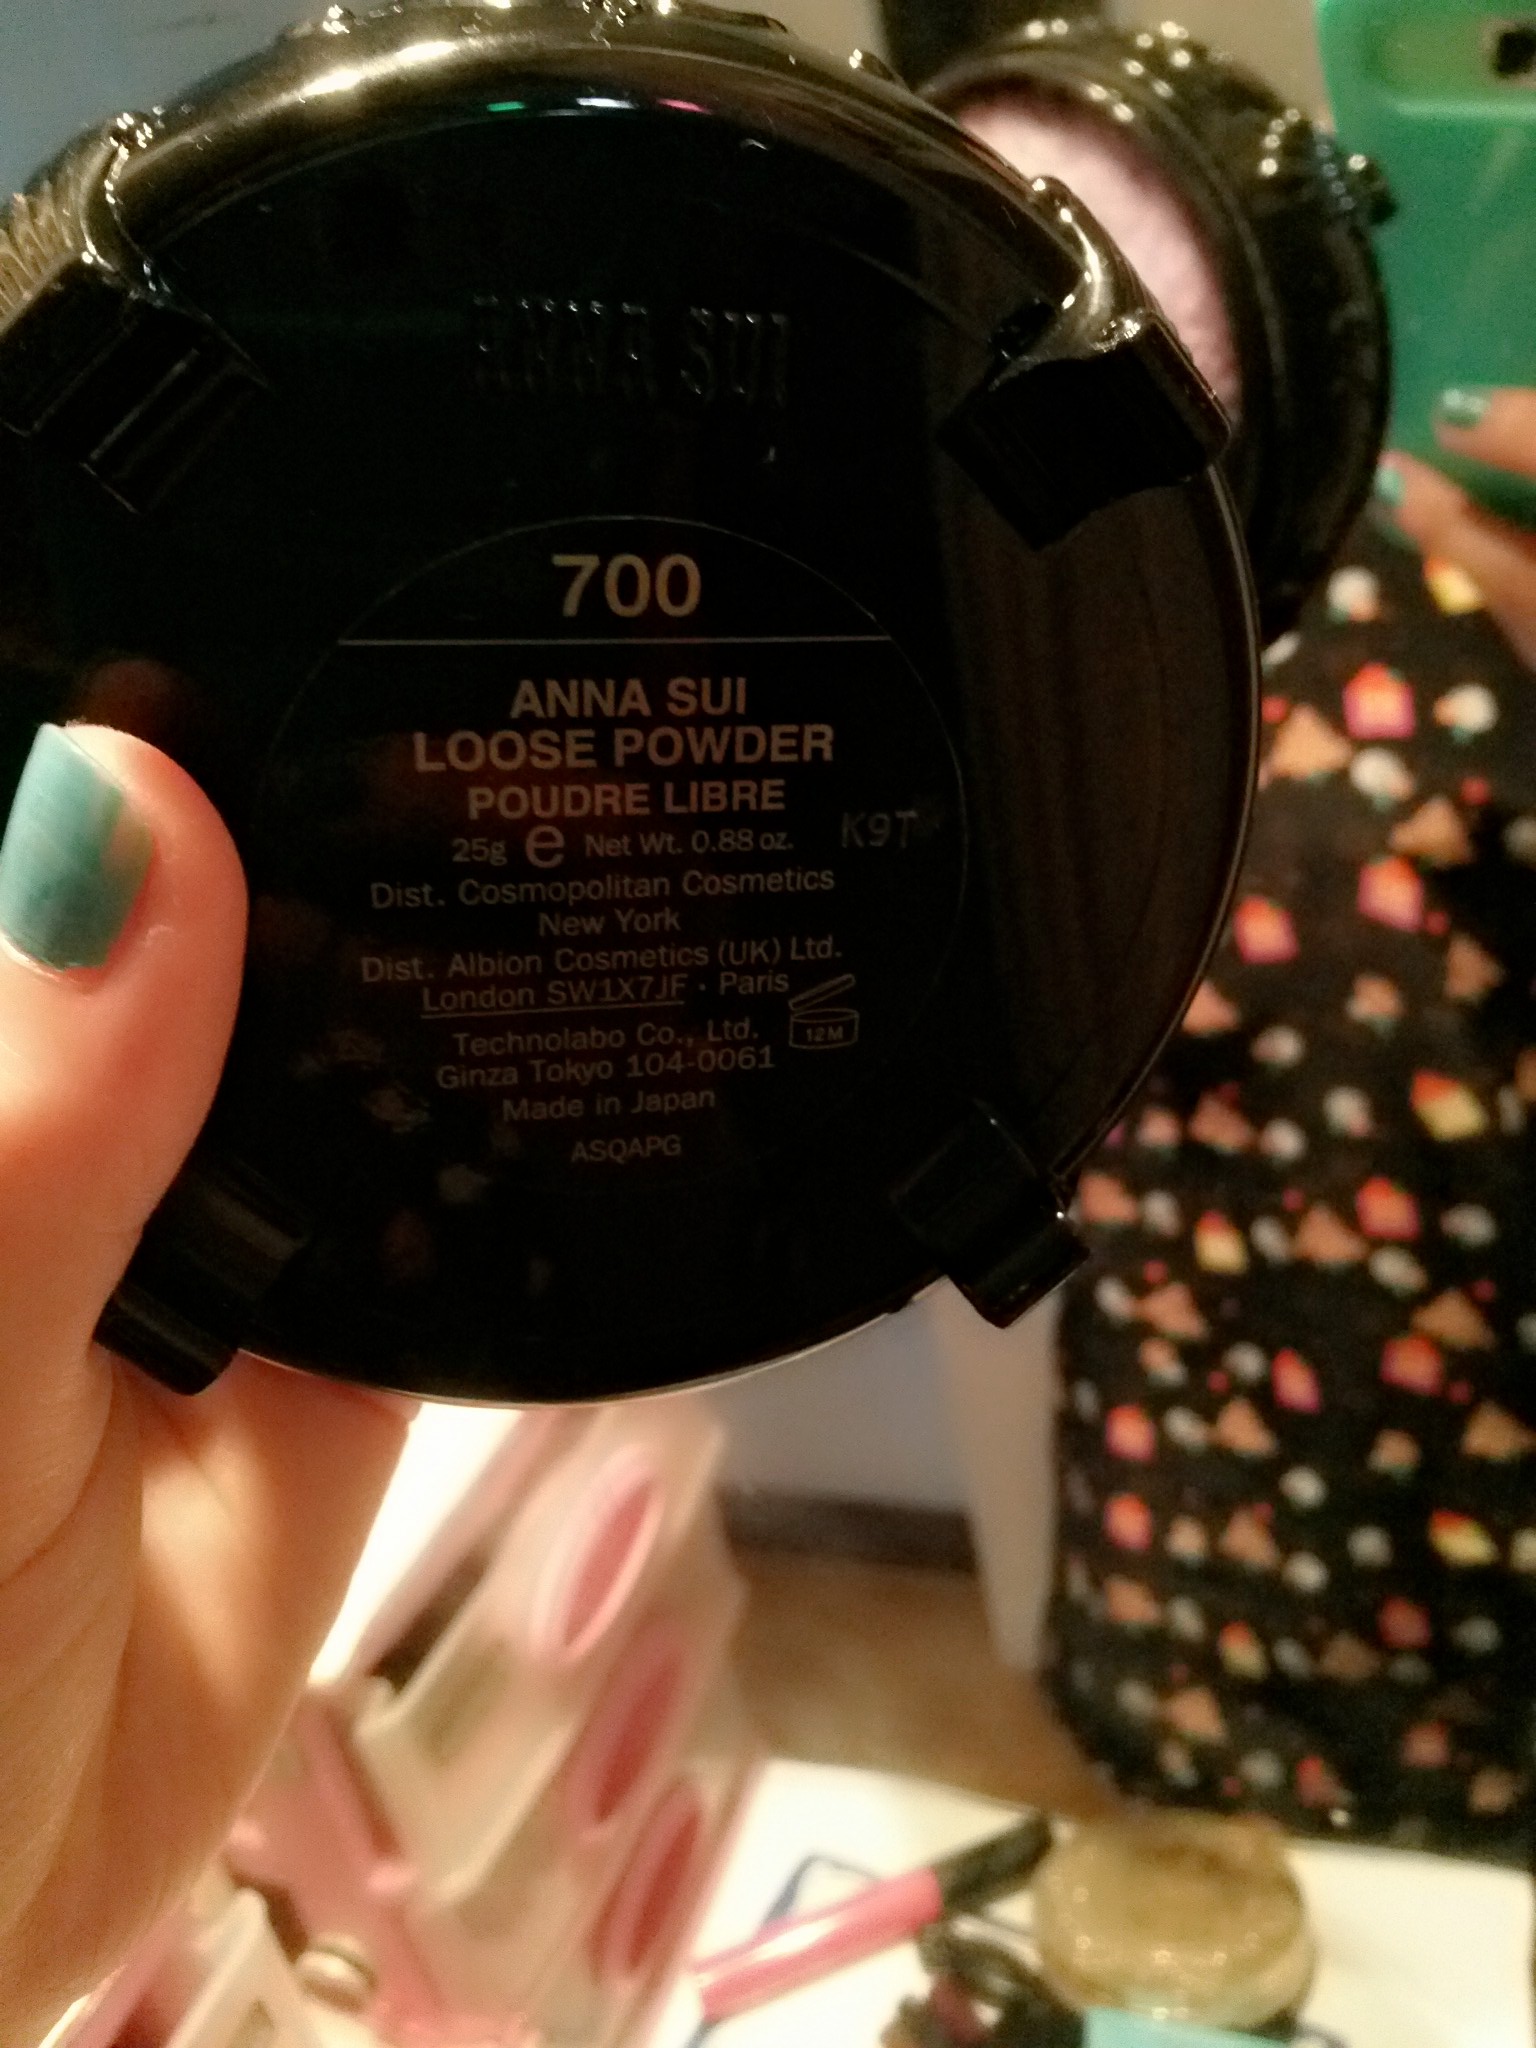 ANNA SUI
700
ANNA SUI
LOOSE POWDER
POUDRE LIBRE
25g e Net Wt. 0.88 oz. K9T
Dist. Cosmopolitan Cosmetics
New York
Dist. Albion Cosmetics (UK) Ltd.
London SW1X7JF · Paris
12M
Technolabo Co., Ltd.
Ginza Tokyo 104-0061
Made in Japan
ASQAPG